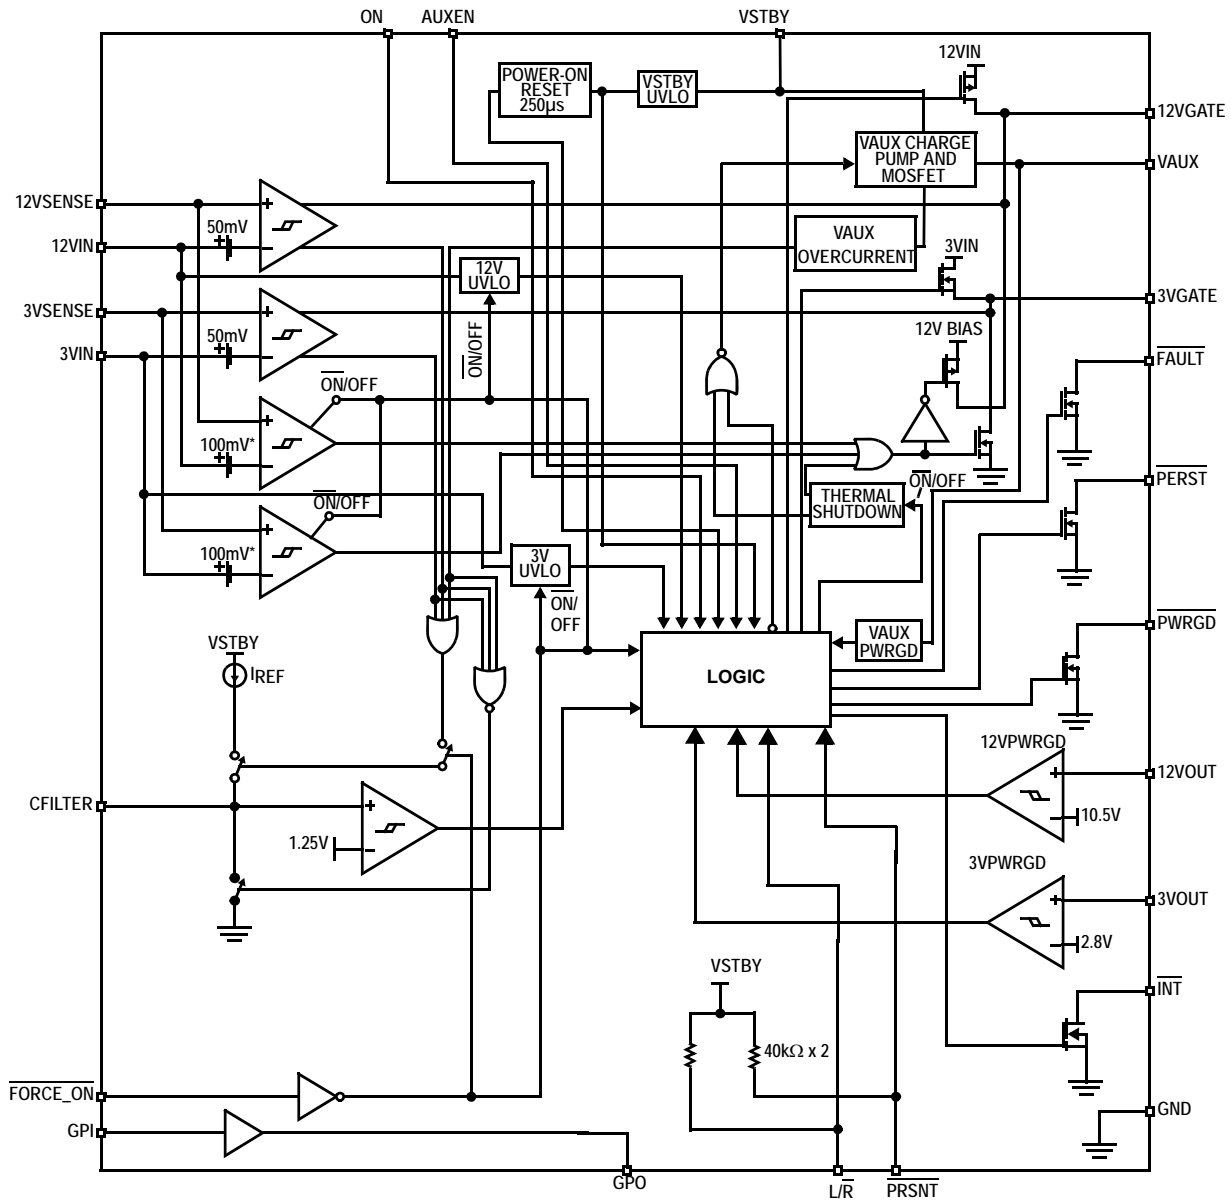 ON
AUXEN
VSTBY
POWER-ON
RESET
250µs
VSTBY
UVLO
12VIN
12VGATE
VAUX CHARGE
PUMP AND
MOSFET
VAUX
12VSENSE
50mV
12VIN
VAUX
OVERCURRENT
3VIN
12V
UVLO
3VGATE
3VSENSE
50mV
3VIN
ON/OFF
12V BIAS
FAULT
ON/OFF
100mV*
ON/OFF
THERMAL
SHUTDOWN
ON/OFF
PERST
100mV*
3V
UVLO
ON/
OFF
VSTBY
IREF
LOGIC
VAUX
PWRGD
PWRGD
12VPWRGD
12VOUT
10.5V
CFILTER
1.25V
3VPWRGD
3VOUT
2.8V
VSTBY
INT
40kΩ x 2
FORCE_ON
GPI
GND
GPO
L/R
PRSNT
+
−
+
−
+
−
+
−
+
−
+
−
+
−
+
+
+
+